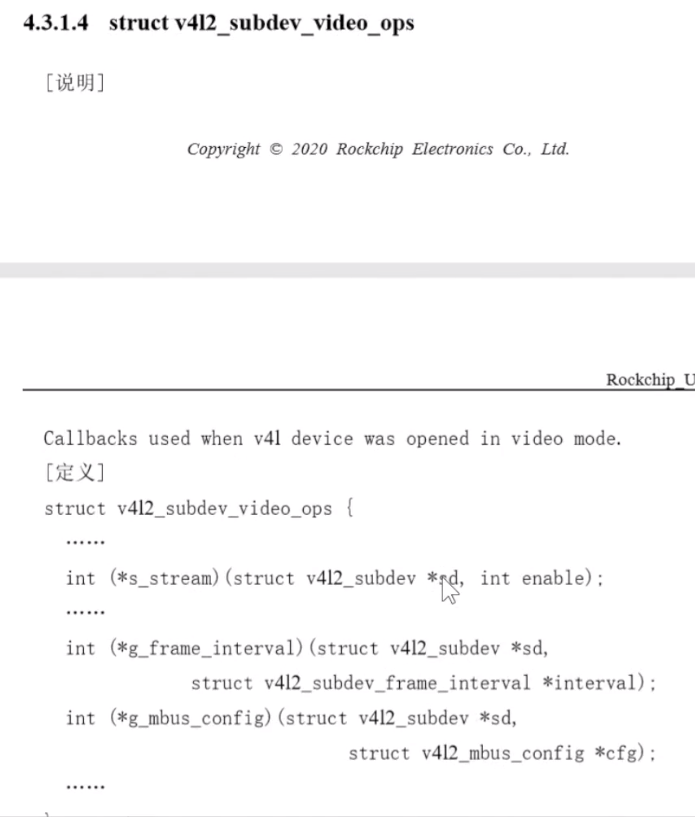 4.3.1.4 struct v4l2_subdev_video_ops
[说明]
Copyright © 2020 Rockchip Electronics Co., Ltd.
Rockchip_U
Callbacks used when v4l device was opened in video mode.
[定义]
struct v4l2_subdev_video_ops {
......
int (*s_stream)(struct v4l2_subdev *sd, int enable);
......
int (*g_frame_interval)(struct v4l2_subdev *sd,
struct v4l2_subdev_frame_interval *interval);
int (*g_mbus_config)(struct v4l2_subdev *sd,
struct v4l2_mbus_config *cfg);
......